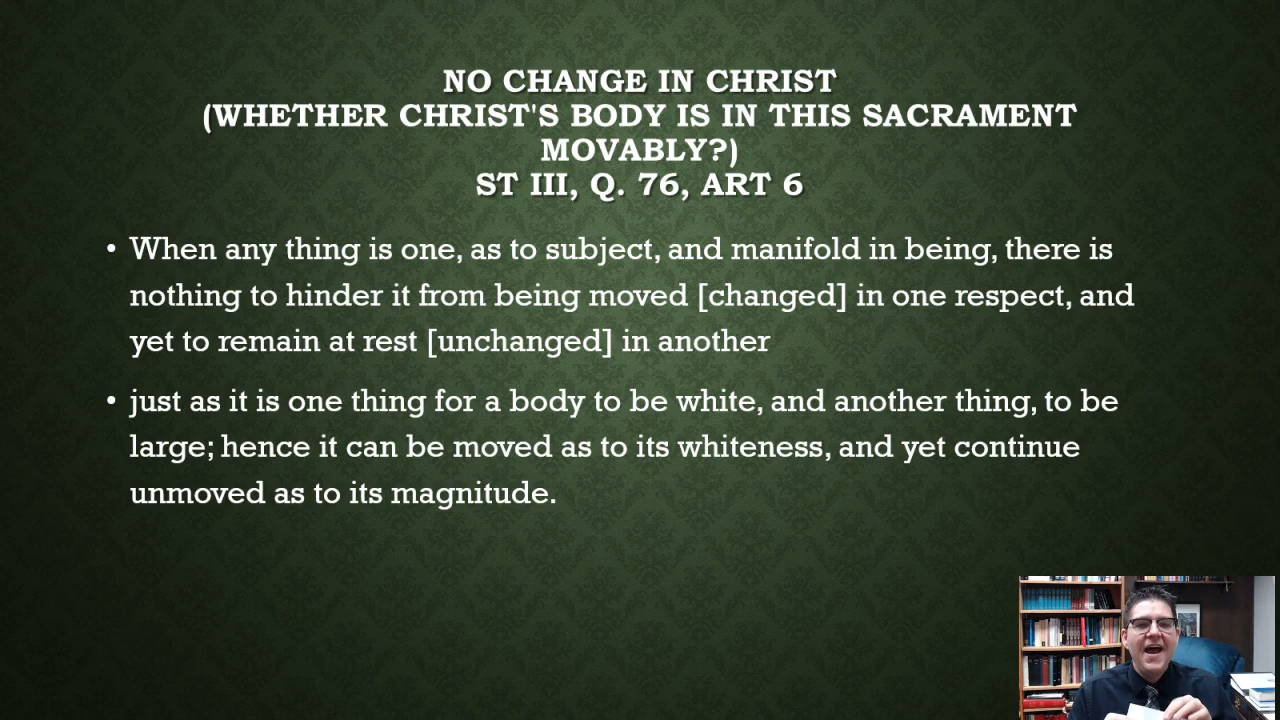 NO CHANGE IN CHRIST
(WHETHER CHRIST'S BODY IS IN THIS SACRAMENT
MOVABLY?)
ST III, Q. 76, ART 6
• When any thing is one, as to subject, and manifold in being, there is
nothing to hinder it from being moved [changed] in one respect, and
yet to remain at rest [unchanged] in another
• just as it is one thing for a body to be white, and another thing, to be
large; hence it can be moved as to its whiteness, and yet continue
unmoved as to its magnitude.